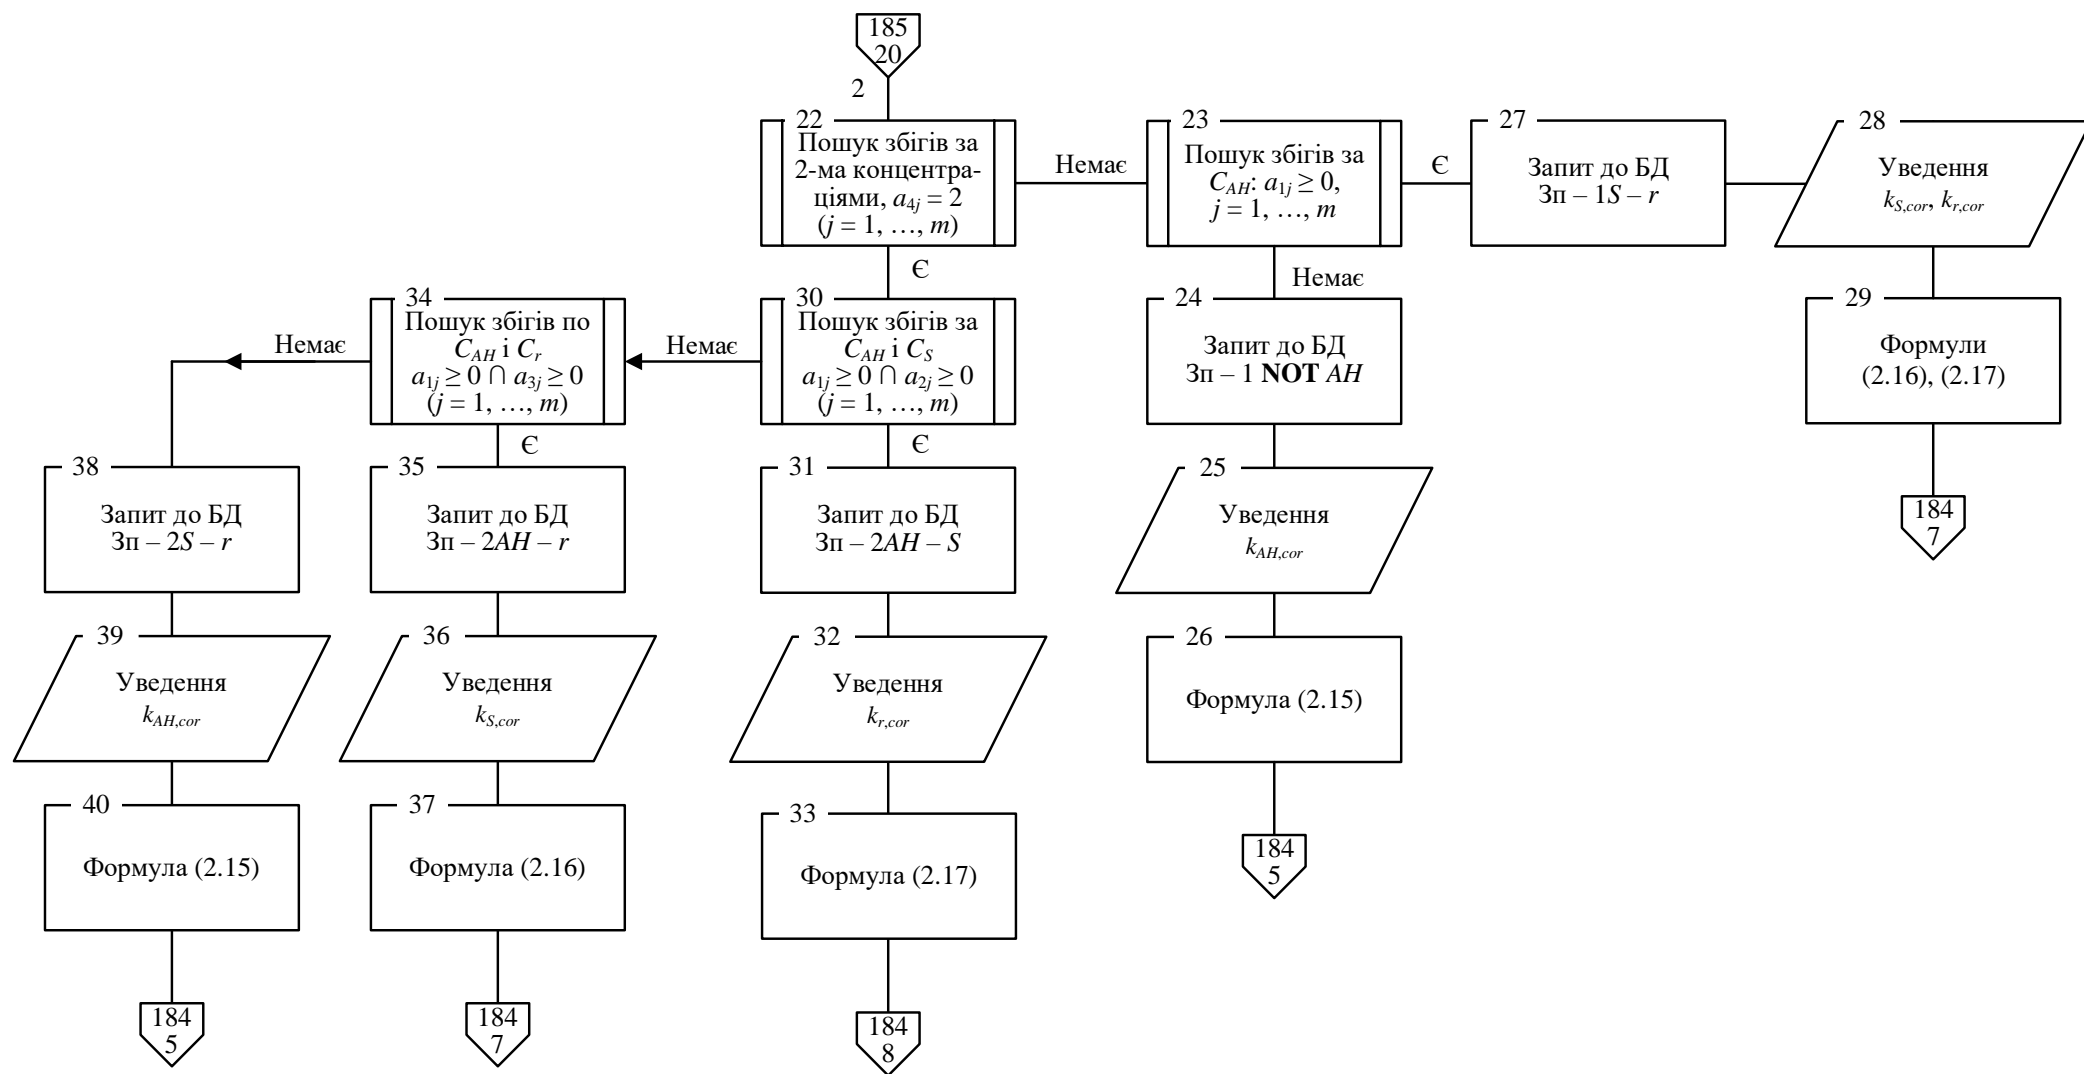 185
20
2
22
Пошук збігів за
2-ма концентра-
ціями, a4j = 2
(j = 1, …, m)
Немає
23
Пошук збігів за
CAH: a1j ≥ 0,
j = 1, …, m
Є
27
Запит до БД
Зп – 1S – r
28
Уведення
kS,cor, kr,cor
Є
Немає
34
Пошук збігів по
CAH і Cr
a1j ≥ 0 ∩ a3j ≥ 0
(j = 1, …, m)
Немає
30
Пошук збігів за
CAH і CS
a1j ≥ 0 ∩ a2j ≥ 0
(j = 1, …, m)
Немає
24
Запит до БД
Зп – 1 NOT AH
29
Формули
(2.16), (2.17)
Є
Є
38
Запит до БД
Зп – 2S – r
35
Запит до БД
Зп – 2AH – r
31
Запит до БД
Зп – 2AH – S
25
Уведення
kAH,cor
184
7
39
Уведення
kAH,cor
36
Уведення
kS,cor
32
Уведення
kr,cor
26
Формула (2.15)
40
Формула (2.15)
37
Формула (2.16)
33
Формула (2.17)
184
5
184
5
184
7
184
8